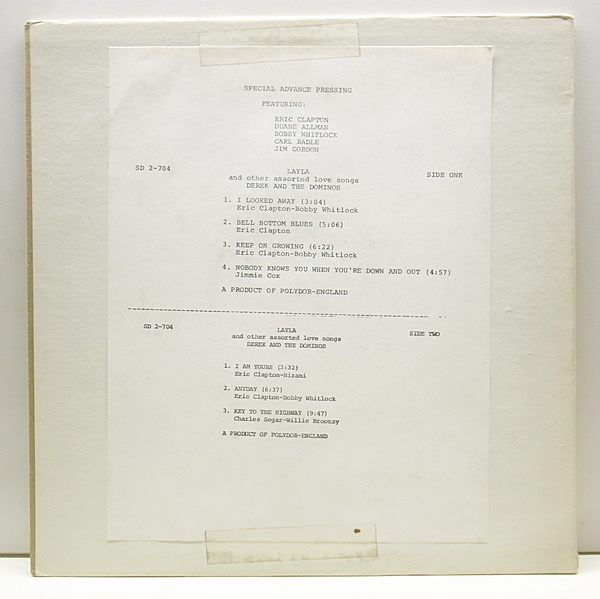 SPECIAL ADVANCE PRESSING
FEATURING:
ERIC CLAPTON
DUANE ALLMAN
BOBBY WHITLOCK
CARL RADLE
JIM GORDON
SD 2-704 LAYLA SIDE ONE
and other assorted love songs
DEREK AND THE DOMINOS
1. I LOOKED AWAY (3:04)
Eric Clapton-Bobby Whitlock
2. BELL BOTTOM BLUES (5:06)
Eric Clapton
3. KEEP ON GROWING (6:22)
Eric Clapton-Bobby Whitlock
4. NOBODY KNOWS YOU WHEN YOU'RE DOWN AND OUT (4:57)
Jimmie Cox
A PRODUCT OF POLYDOR-ENGLAND
SD 2-704 LAYLA SIDE TWO
and other assorted love songs
DEREK AND THE DOMINOS
1. I AM YOURS (3:32)
Eric Clapton-Nizami
2. ANYDAY (6:37)
Eric Clapton-Bobby Whitlock
3. KEY TO THE HIGHWAY (9:47)
Charles Segar-Willie Broonzy
A PRODUCT OF POLYDOR-ENGLAND